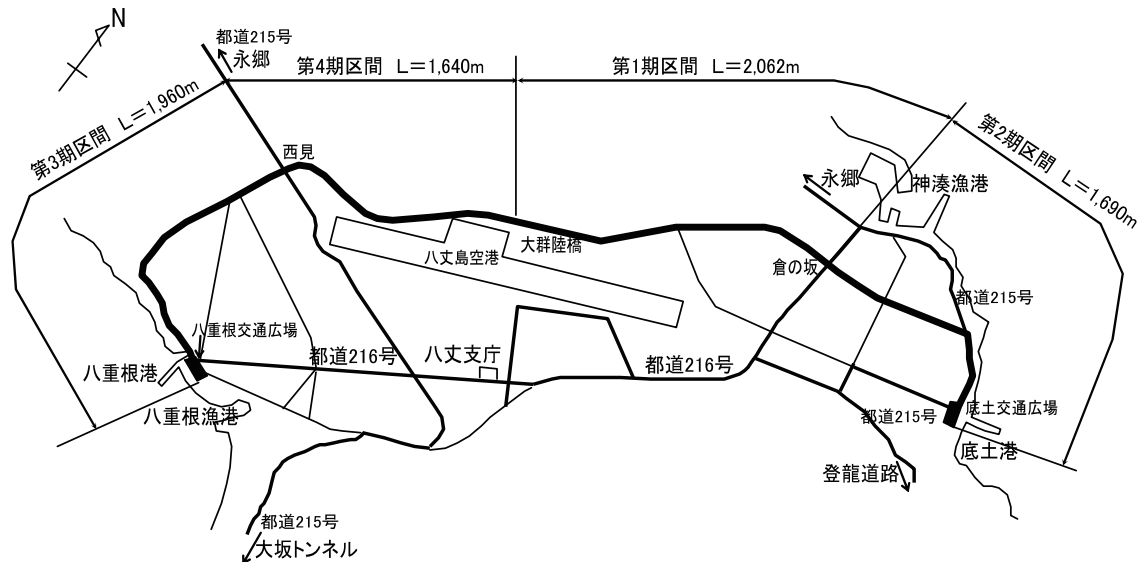 N
都道215号
永郷
第4期区間 L=1,640m
第1期区間 L=2,062m
第3期区間 L=1,960m
第2期区間 L=1,690m
西見
永郷
神湊漁港
大群陸橋
八丈島空港
倉の坂
都道215号
八重根交通広場
都道216号
八丈支庁
都道216号
八重根港
八重根漁港
都道215号
底土交通広場
底土港
登龍道路
都道215号
大坂トンネル